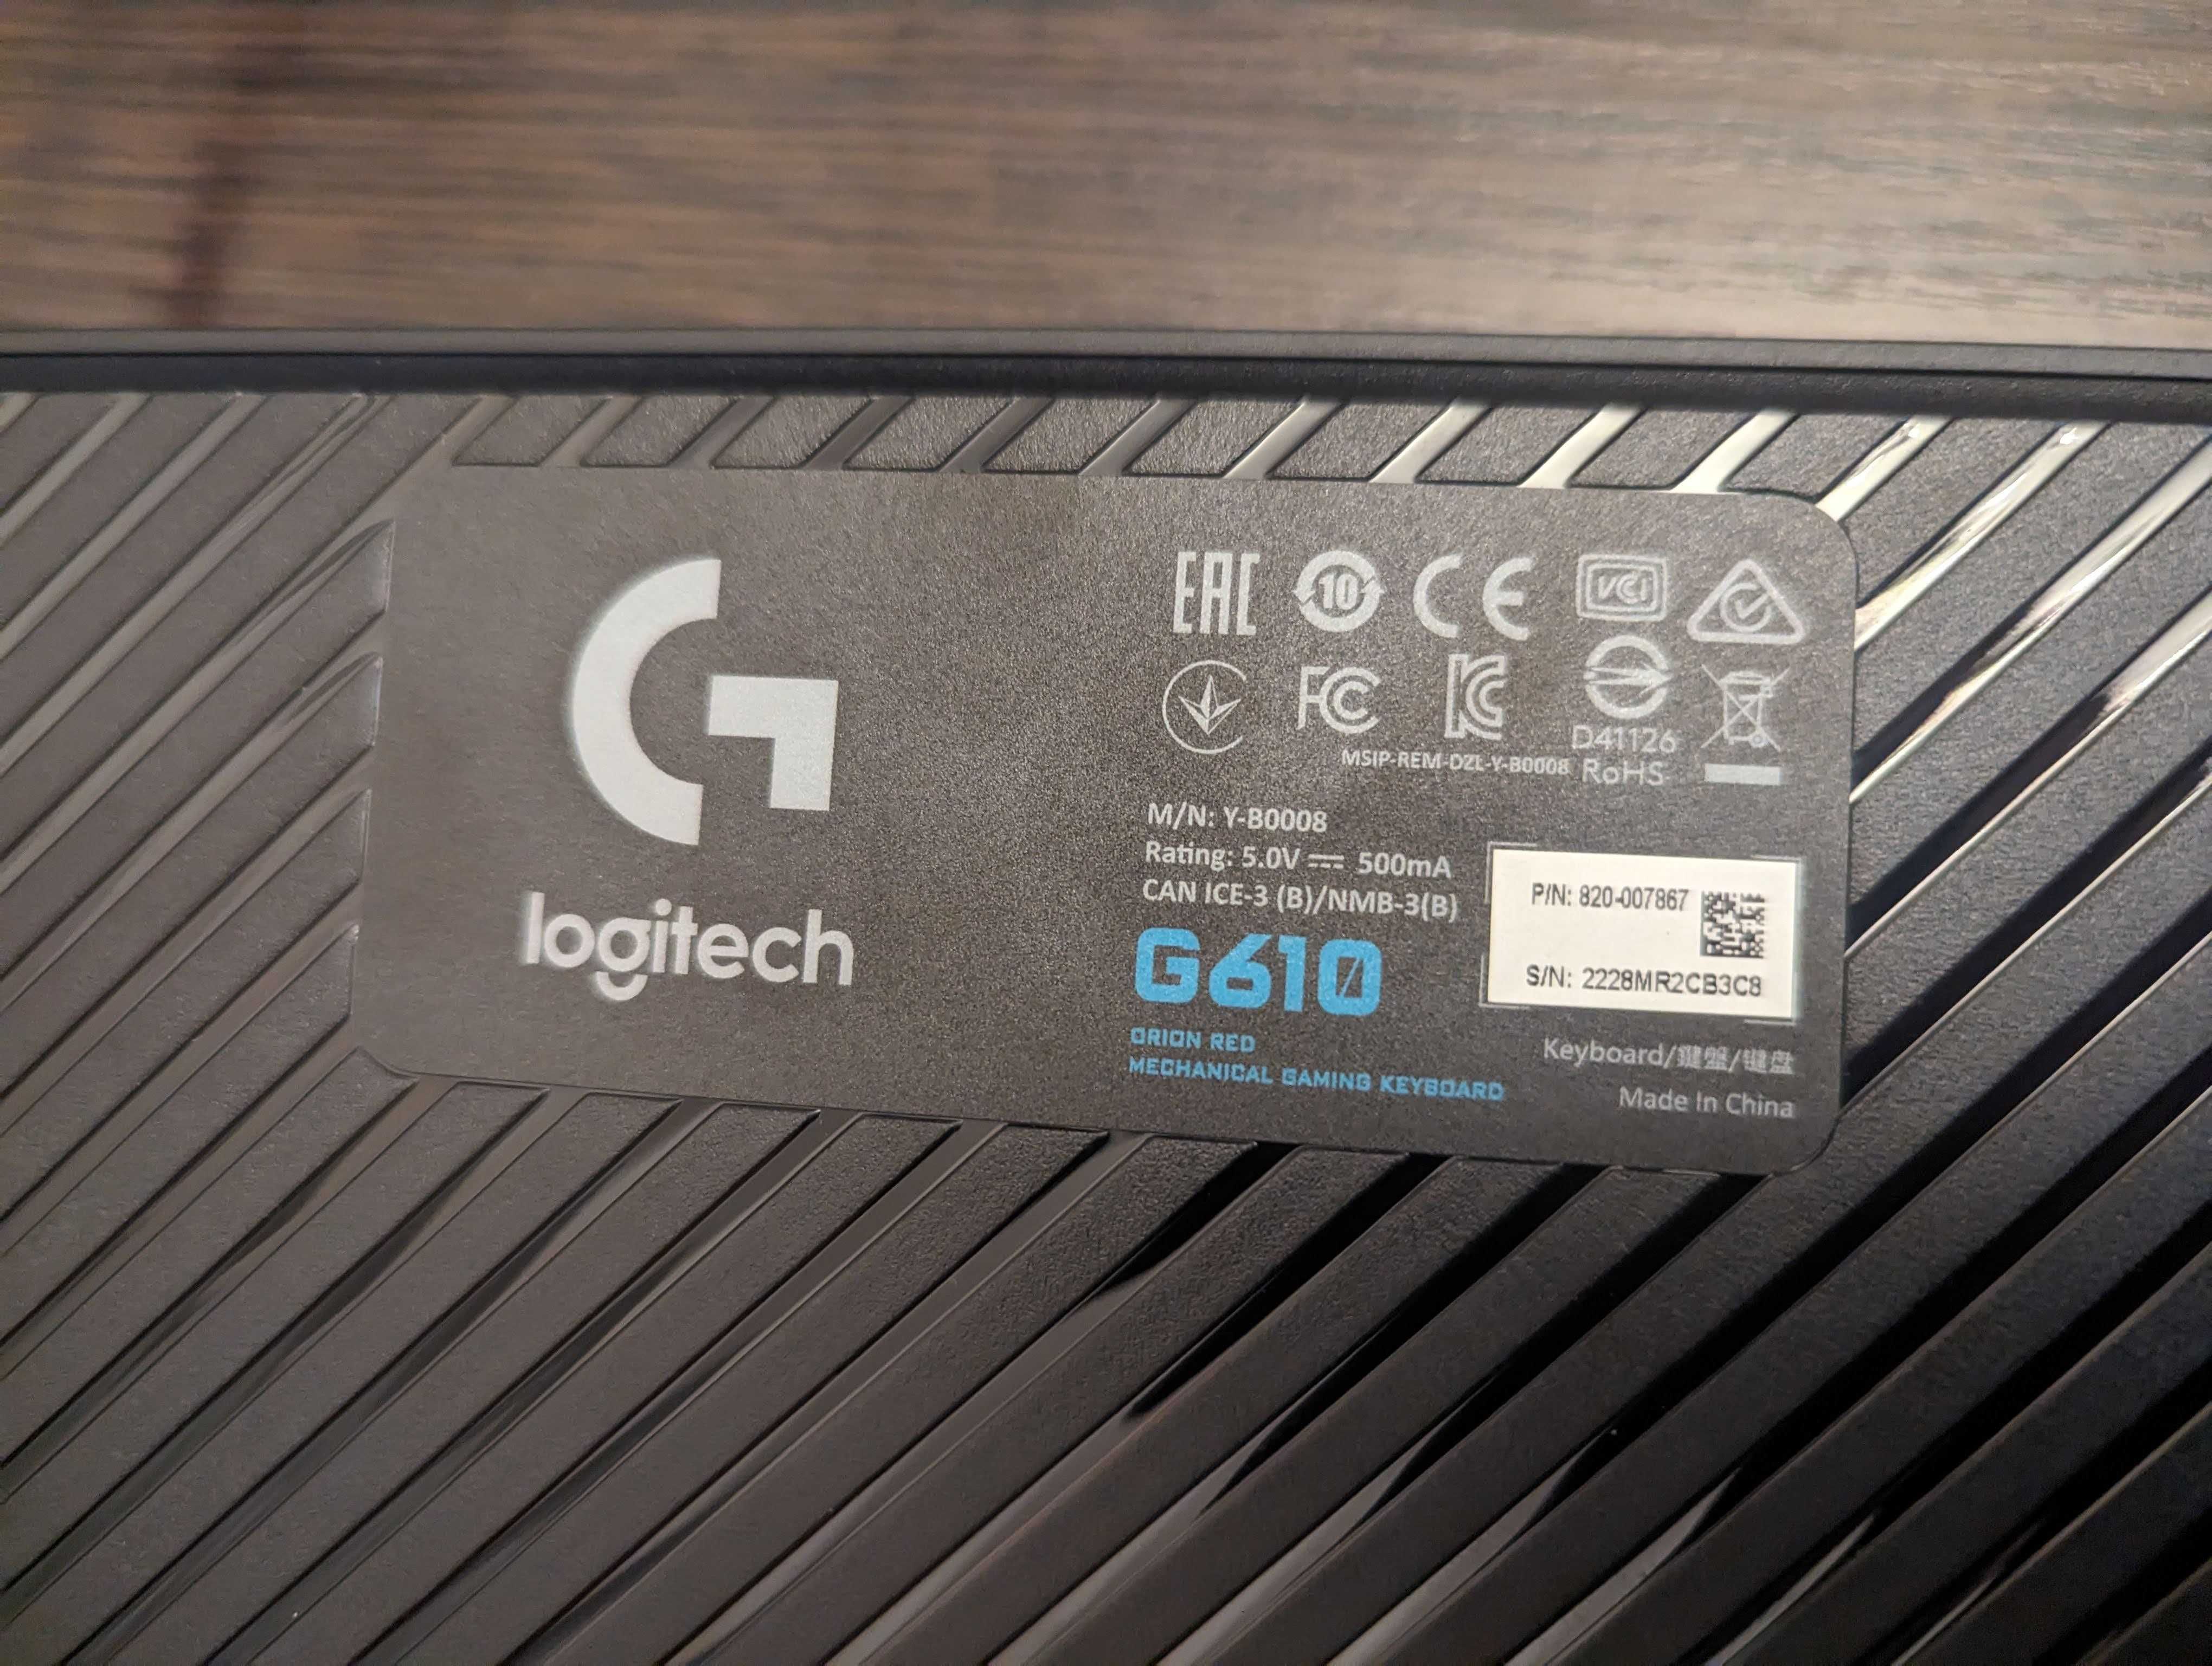 logitech
EAC
10
CE
VCI
FC
KC
MSIP-REM-DZL-Y-B0008
D41126
RoHS
M/N: Y-B0008
Rating: 5.0V ⎓ 500mA
CAN ICE-3 (B)/NMB-3(B)
G610
ORION RED
MECHANICAL GAMING KEYBOARD
P/N: 820-007867
S/N: 2228MR2CB3C8
Keyboard/鍵盤/键盘
Made In China